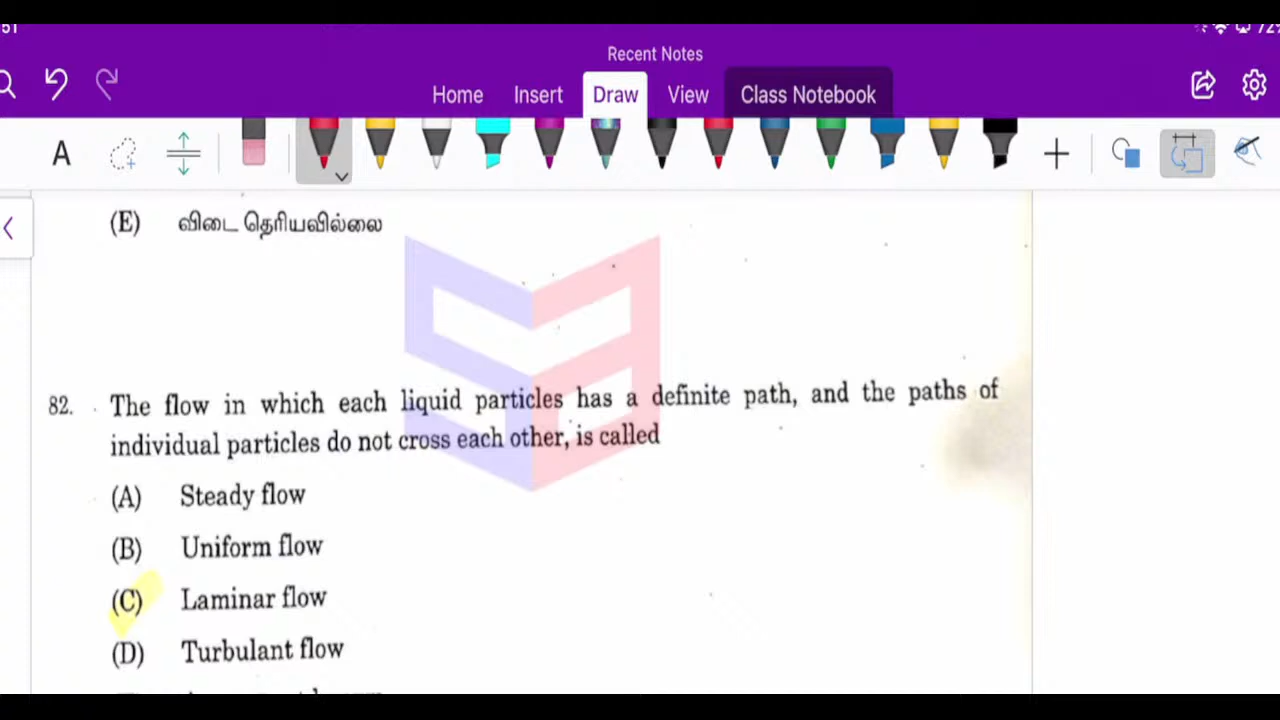 51
72%
Recent Notes
Home Insert Draw View Class Notebook
A
(E) விடை தெரியவில்லை
82. The flow in which each liquid particles has a definite path, and the paths of
individual particles do not cross each other, is called
(A) Steady flow
(B) Uniform flow
(C) Laminar flow
(D) Turbulant flow